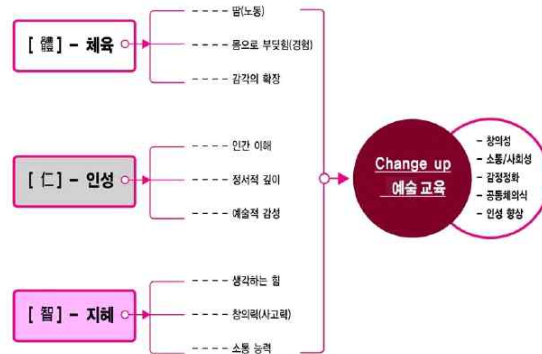 [ 體 ] - 체육
---- 땀(노동)
---- 몸으로 부딪힘(경험)
---- 감각의 확장
[ 仁 ] - 인성
---- 인간 이해
---- 정서적 깊이
---- 예술적 감성
[ 智 ] - 지혜
---- 생각하는 힘
---- 창의력(사고력)
---- 소통 능력
Change up
예술 교육
- 창의성
- 소통/사회성
- 감정정화
- 공동체의식
- 인성 향상